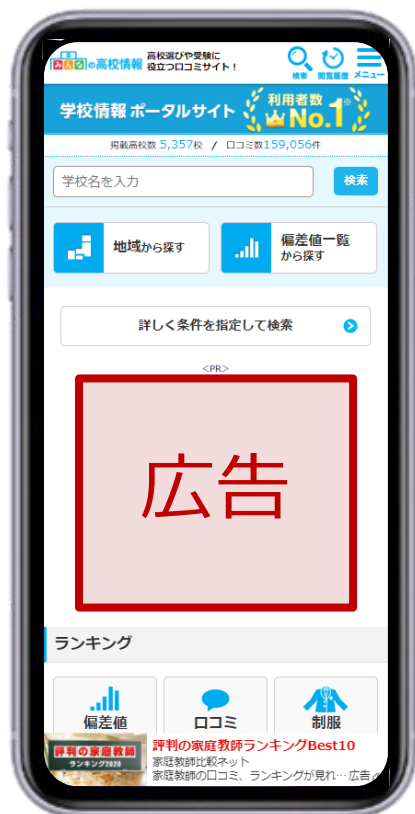 みんなの高校情報
高校選びや受験に
役立つ口コミサイト！
検索 閲覧履歴 メニュー
学校情報 ポータルサイト
利用者数
No.1※
掲載高校数 5,357校 / 口コミ数159,056件
学校名を入力
検索
地域から探す
偏差値一覧
から探す
詳しく条件を指定して検索
<PR>
広告
ランキング
偏差値
口コミ
制服
評判の家庭教師
ランキング2020
評判の家庭教師ランキングBest10
家庭教師比較ネット
家庭教師の口コミ、ランキングが見れ… 広告